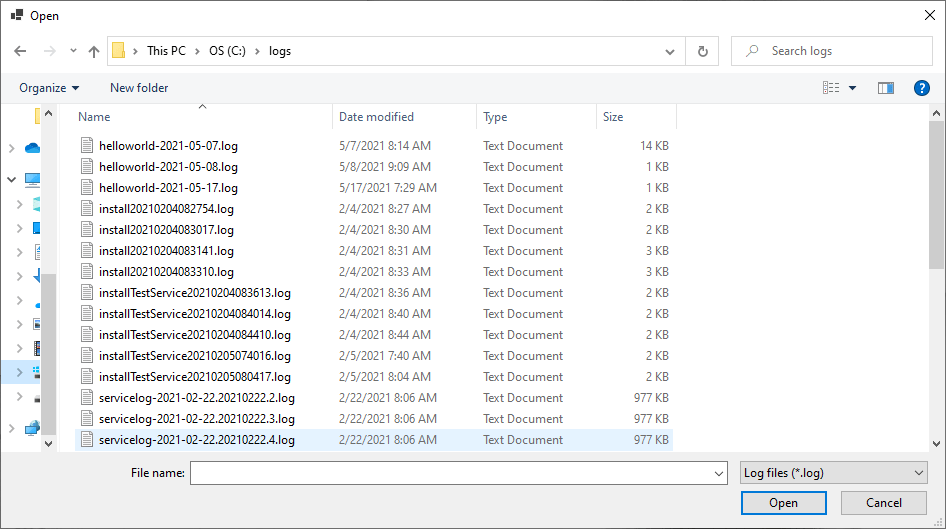 Open
This PC > OS (C:) > logs
Search logs
Organize New folder
Name Date modified Type Size
helloworld-2021-05-07.log 5/7/2021 8:14 AM Text Document 14 KB
helloworld-2021-05-08.log 5/8/2021 9:09 AM Text Document 1 KB
helloworld-2021-05-17.log 5/17/2021 7:29 AM Text Document 1 KB
install20210204082754.log 2/4/2021 8:27 AM Text Document 2 KB
install20210204083017.log 2/4/2021 8:30 AM Text Document 2 KB
install20210204083141.log 2/4/2021 8:31 AM Text Document 3 KB
install20210204083310.log 2/4/2021 8:33 AM Text Document 3 KB
installTestService20210204083613.log 2/4/2021 8:36 AM Text Document 2 KB
installTestService20210204084014.log 2/4/2021 8:40 AM Text Document 2 KB
installTestService20210204084410.log 2/4/2021 8:44 AM Text Document 2 KB
installTestService20210205074016.log 2/5/2021 7:40 AM Text Document 2 KB
installTestService20210205080417.log 2/5/2021 8:04 AM Text Document 2 KB
servicelog-2021-02-22.20210222.2.log 2/22/2021 8:06 AM Text Document 977 KB
servicelog-2021-02-22.20210222.3.log 2/22/2021 8:06 AM Text Document 977 KB
servicelog-2021-02-22.20210222.4.log 2/22/2021 8:06 AM Text Document 977 KB
File name: Log files (*.log)
Open Cancel